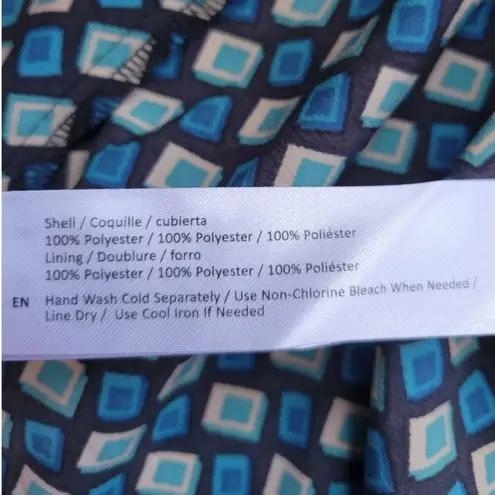 Shell / Coquille / cubierta
100% Polyester / 100% Polyester / 100% Poliéster
Lining / Doublure / forro
100% Polyester / 100% Polyester / 100% Poliéster
EN Hand Wash Cold Separately / Use Non-Chlorine Bleach When Needed /
Line Dry / Use Cool Iron If Needed